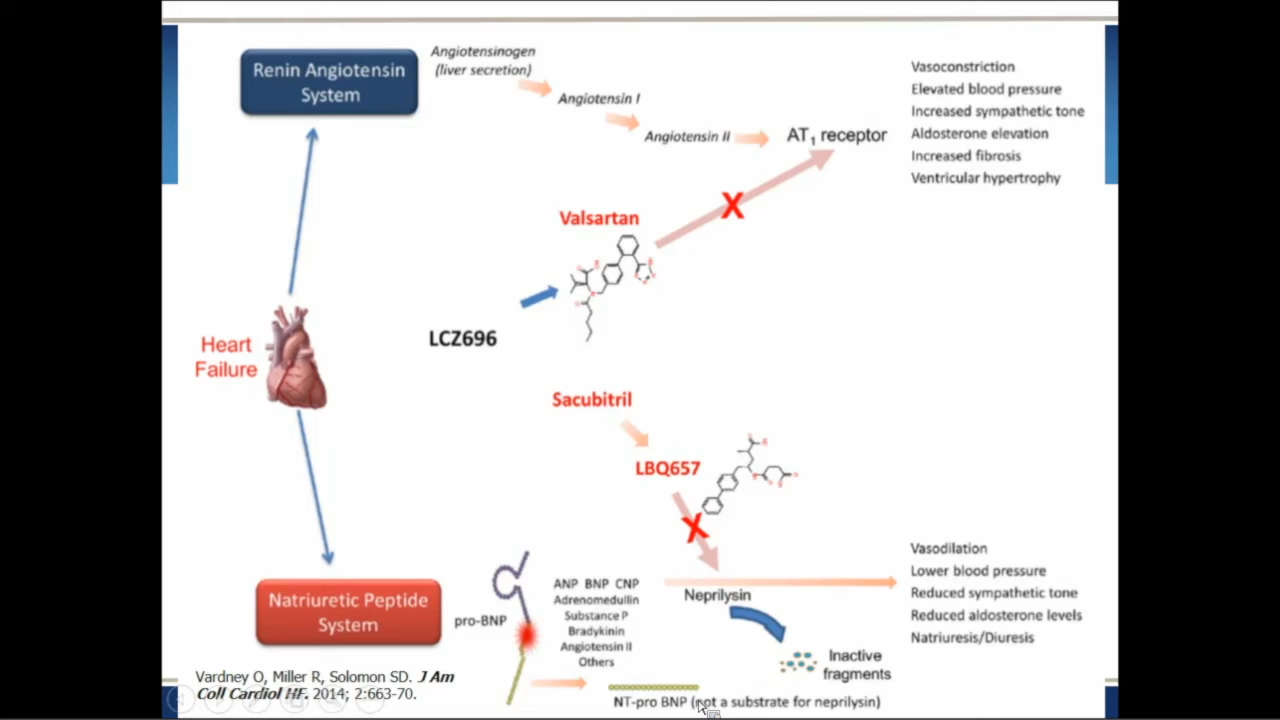 Renin Angiotensin
System
Angiotensinogen
(liver secretion)
Angiotensin I
Angiotensin II
AT1 receptor
Vasoconstriction
Elevated blood pressure
Increased sympathetic tone
Aldosterone elevation
Increased fibrosis
Ventricular hypertrophy
X
Valsartan
LCZ696
Heart
Failure
Sacubitril
LBQ657
X
Natriuretic Peptide
System
pro-BNP
ANP BNP CNP
Adrenomedullin
Substance P
Bradykinin
Angiotensin II
Others
Neprilysin
Inactive
fragments
Vasodilation
Lower blood pressure
Reduced sympathetic tone
Reduced aldosterone levels
Natriuresis/Diuresis
NT-pro BNP (not a substrate for neprilysin)
Vardney O, Miller R, Solomon SD. J Am
Coll Cardiol HF. 2014; 2:663-70.